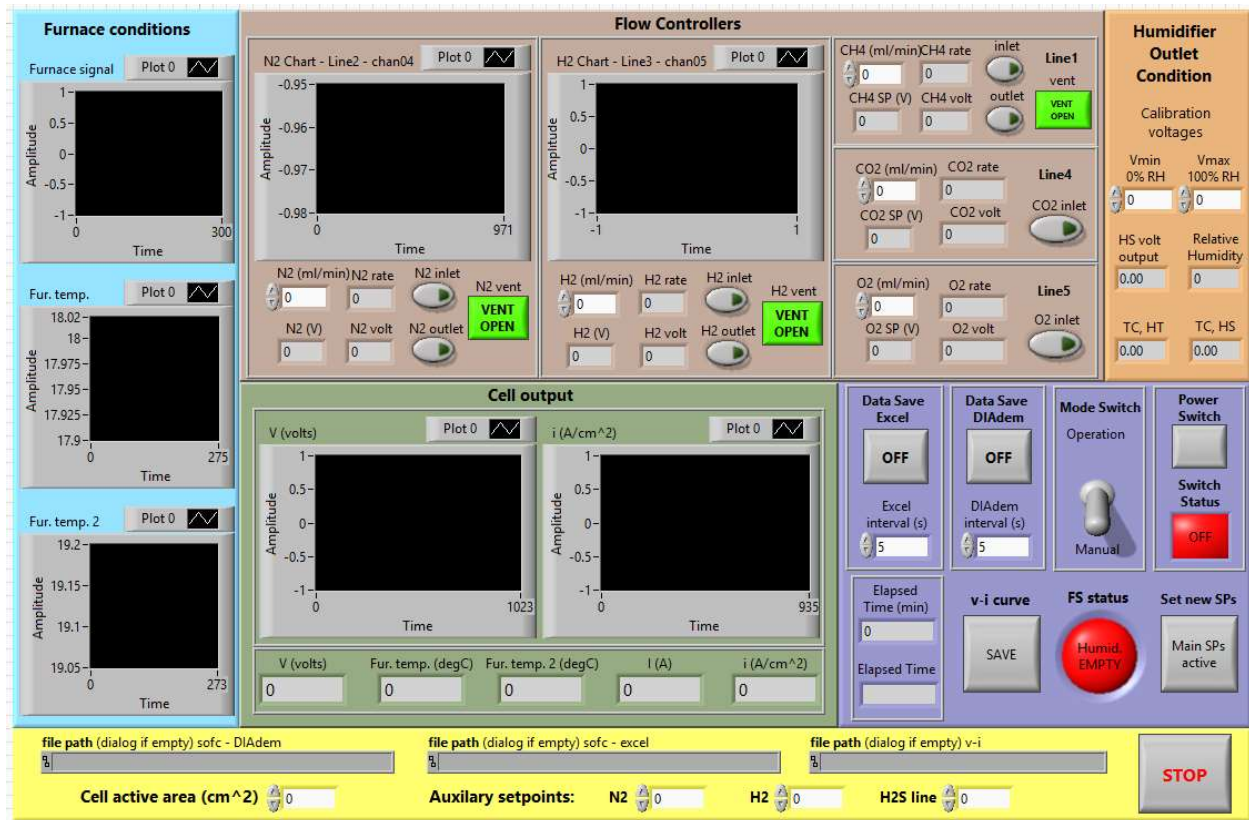 Furnace conditions
Furnace signal
Plot 0
1
0.5
0
-0.5
-1
Amplitude
0
300
Time
Fur. temp.
Plot 0
18.02
18
17.975
17.95
17.925
17.9
Amplitude
0
275
Time
Fur. temp. 2
Plot 0
19.2
19.15
19.1
19.05
Amplitude
0
273
Time
Flow Controllers
N2 Chart - Line2 - chan04
Plot 0
-0.95
-0.96
-0.97
-0.98
Amplitude
0
971
Time
N2 (ml/min) N2 rate N2 inlet
N2 vent
0
0
VENT
OPEN
N2 (V) N2 volt N2 outlet
0
0
H2 Chart - Line3 - chan05
Plot 0
1
0.5
0
-0.5
-1
Amplitude
-1
1
Time
H2 (ml/min) H2 rate H2 inlet
H2 vent
0
0
VENT
OPEN
H2 (V) H2 volt H2 outlet
0
0
CH4 (ml/min) CH4 rate inlet
Line1
0
0
vent
CH4 SP (V) CH4 volt outlet
VENT
OPEN
0
0
CO2 (ml/min) CO2 rate
Line4
0
0
CO2 SP (V) CO2 volt CO2 inlet
0
0
O2 (ml/min) O2 rate
Line5
0
0
O2 SP (V) O2 volt O2 inlet
0
0
Humidifier
Outlet
Condition
Calibration
voltages
Vmin Vmax
0% RH 100% RH
0
0
HS volt Relative
output Humidity
0.00
0
TC, HT TC, HS
0.00
0.00
Cell output
V (volts)
Plot 0
1
0.5
0
-0.5
-1
Amplitude
0
1023
Time
i (A/cm^2)
Plot 0
1
0.5
0
-0.5
-1
Amplitude
0
935
Time
V (volts) Fur. temp. (degC) Fur. temp. 2 (degC) I (A) i (A/cm^2)
0
0
0
0
0
Data Save
Excel
OFF
Excel
interval (s)
5
Data Save
DIAdem
OFF
DIAdem
interval (s)
5
Mode Switch
Operation
Manual
Power
Switch
Switch
Status
OFF
Elapsed
Time (min)
0
Elapsed Time
v-i curve
SAVE
FS status
Humid.
EMPTY
Set new SPs
Main SPs
active
file path (dialog if empty) sofc - DIAdem
file path (dialog if empty) sofc - excel
file path (dialog if empty) v-i
STOP
Cell active area (cm^2) 0
Auxilary setpoints: N2 0 H2 0 H2S line 0